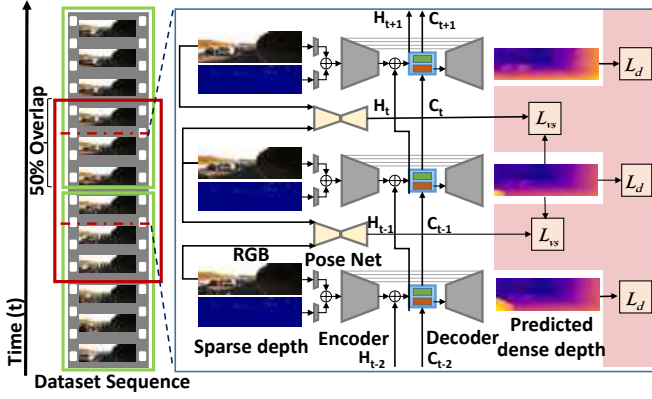 H_{t+1} C_{t+1}
L_d
50% Overlap
H_t C_t
L_{vs}
L_d
H_{t-1} C_{t-1}
L_{vs}
RGB Pose Net
L_d
Time (t)
Sparse depth Encoder Decoder Predicted
dense depth
H_{t-2} C_{t-2}
Dataset Sequence